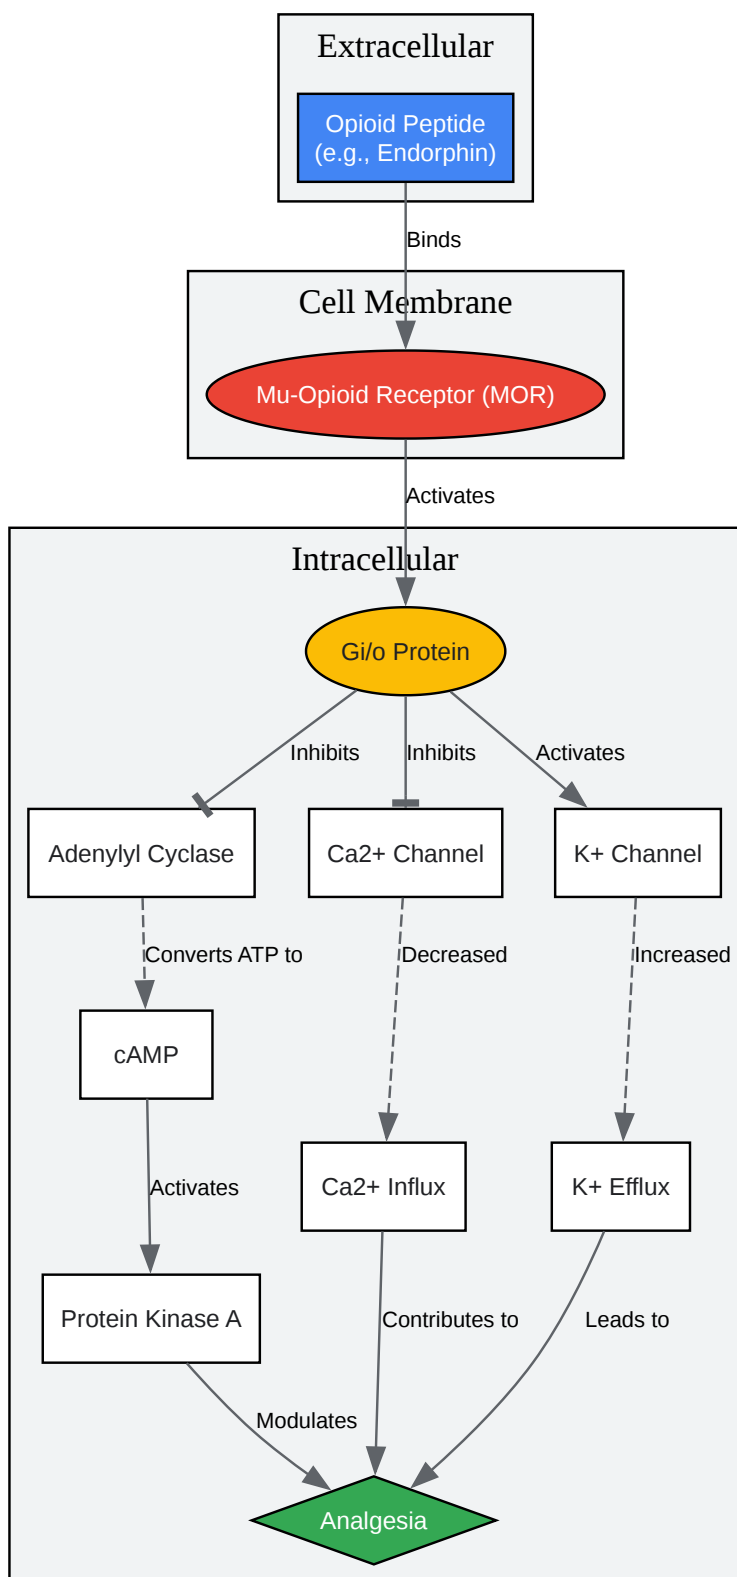 Extracellular
Opioid Peptide
(e.g., Endorphin)
Binds
Cell Membrane
Mu-Opioid Receptor (MOR)
Activates
Intracellular
Gi/o Protein
Inhibits
Inhibits
Activates
Adenylyl Cyclase
Ca2+ Channel
K+ Channel
Converts ATP to
Decreased
Increased
cAMP
Activates
Ca2+ Influx
K+ Efflux
Protein Kinase A
Contributes to
Leads to
Modulates
Analgesia